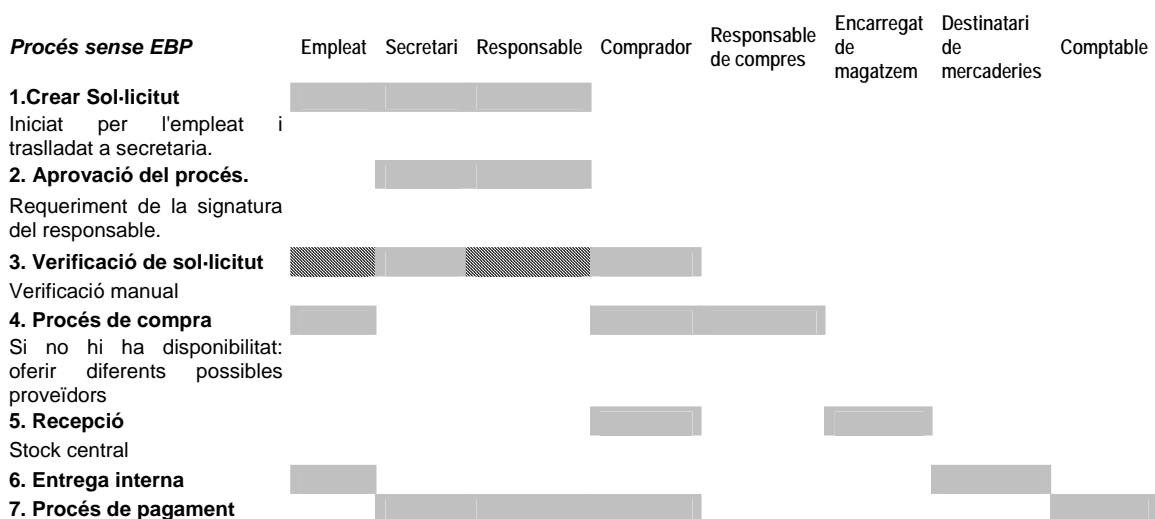 Procés sense EBP Empleat Secretari Responsable Comprador Responsable de compres Encarregat de magatzem Destinatari de mercaderies Comptable
1.Crear Sol·licitut
Iniciat per l'empleat i
traslladat a secretaria.
2. Aprovació del procés.
Requeriment de la signatura
del responsable.
3. Verificació de sol·licitut
Verificació manual
4. Procés de compra
Si no hi ha disponibilitat:
oferir diferents possibles
proveïdors
5. Recepció
Stock central
6. Entrega interna
7. Procés de pagament